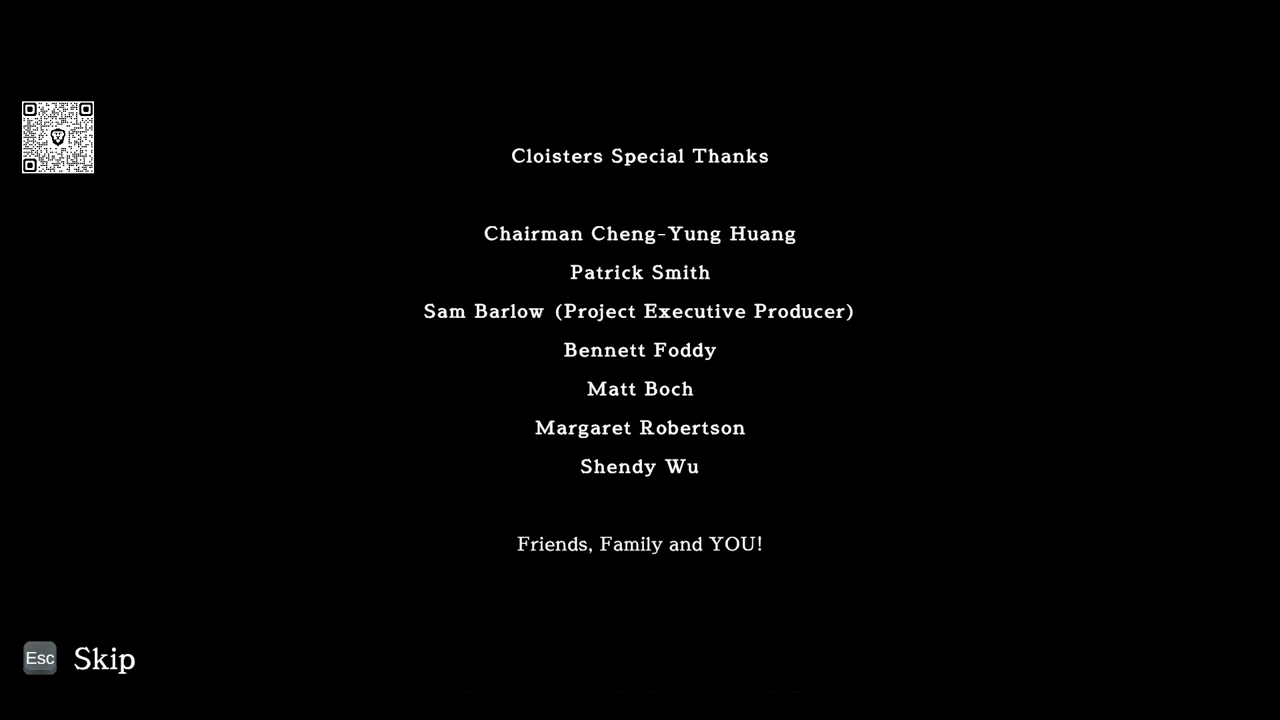 Cloisters Special Thanks
Chairman Cheng-Yung Huang
Patrick Smith
Sam Barlow (Project Executive Producer)
Bennett Foddy
Matt Boch
Margaret Robertson
Shendy Wu
Friends, Family and YOU!
Esc Skip